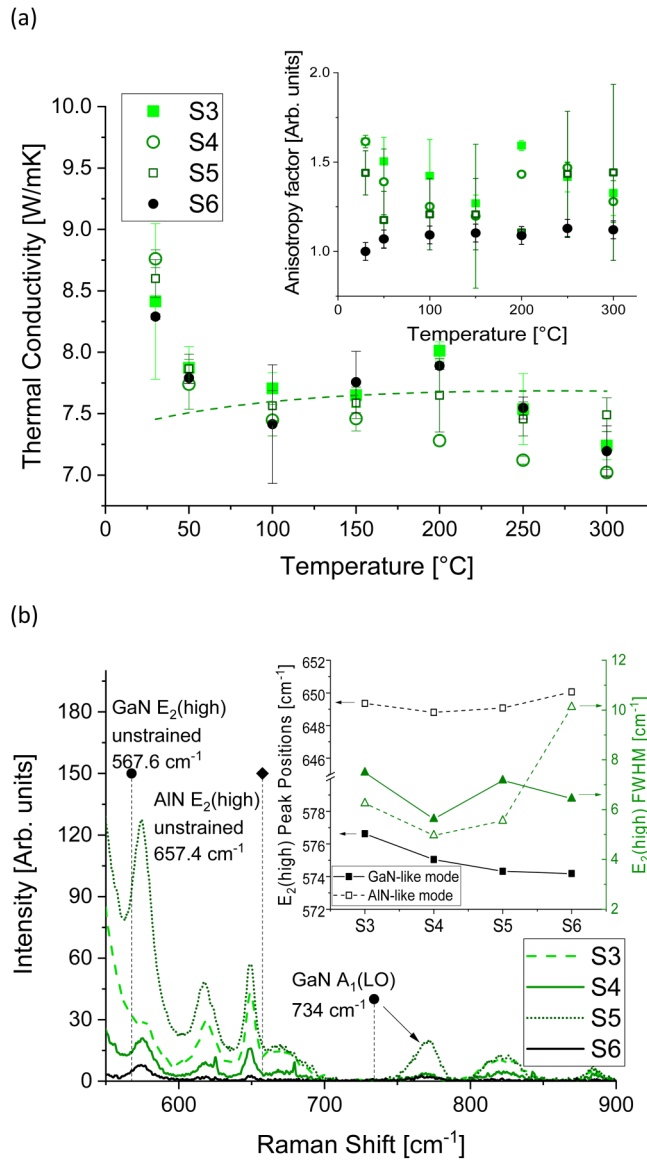 (a)
S3
S4
S5
S6
Thermal Conductivity [W/mK]
10.0
9.5
9.0
8.5
8.0
7.5
7.0
0
50
100
150
200
250
300
Temperature [°C]
Anisotropy factor [Arb. units]
2.0
1.5
1.0
0
50
100
150
200
250
300
Temperature [°C]
(b)
Intensity [Arb. units]
180
150
120
90
60
30
0
600
700
800
900
Raman Shift [cm⁻¹]
GaN E₂(high)
unstrained
567.6 cm⁻¹
AlN E₂(high)
unstrained
657.4 cm⁻¹
GaN A₁(LO)
734 cm⁻¹
E₂(high) Peak Positions [cm⁻¹]
652
650
648
646
578
576
574
572
GaN-like mode
AlN-like mode
S3
S4
S5
S6
12
10
8
6
4
2
E₂(high) FWHM [cm⁻¹]
S3
S4
S5
S6